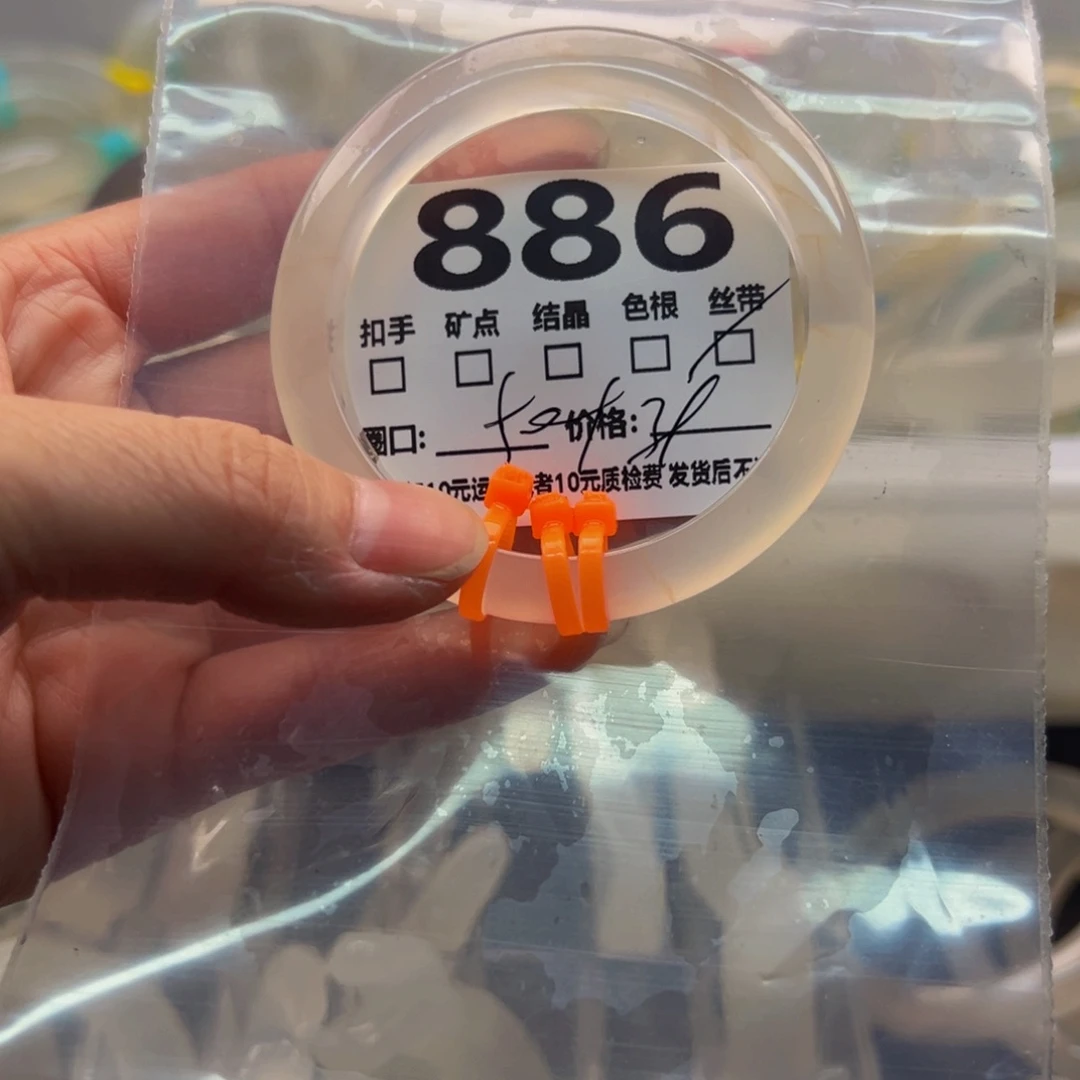 886
扣手 矿点 结晶 色根 丝带
圈口: 价格:
10元运 者10元质检费 发货后不